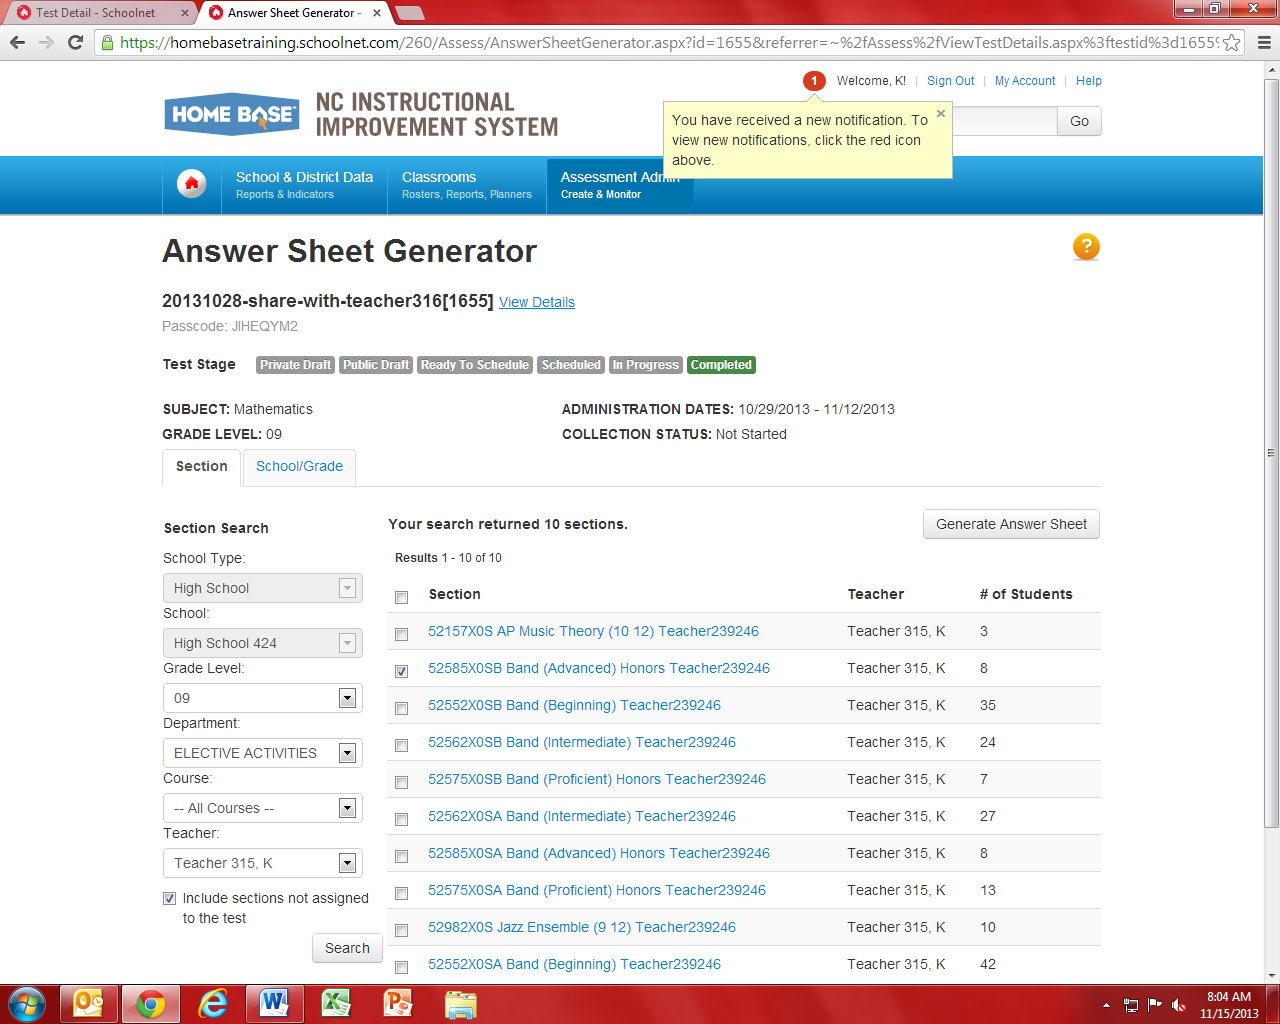 Test Detail - Schoolnet
Answer Sheet Generator -
https://homebasetraining.schoolnet.com/260/Assess/AnswerSheetGenerator.aspx?id=1655&referrer=~%2fAssess%2fViewTestDetails.aspx%3ftestid%3d1655%
1 Welcome, K! | Sign Out | My Account | Help
HOME BASE NC INSTRUCTIONAL
IMPROVEMENT SYSTEM
You have received a new notification. To
view new notifications, click the red icon
above.
Go
School & District Data
Reports & Indicators
Classrooms
Rosters, Reports, Planners
Assessment Admin
Create & Monitor
Answer Sheet Generator
?
20131028-share-with-teacher316[1655] View Details
Passcode: JIHEQYM2
Test Stage Private Draft Public Draft Ready To Schedule Scheduled In Progress Completed
SUBJECT: Mathematics ADMINISTRATION DATES: 10/29/2013 - 11/12/2013
GRADE LEVEL: 09 COLLECTION STATUS: Not Started
Section School/Grade
Section Search
School Type:
High School
School:
High School 424
Grade Level:
09
Department:
ELECTIVE ACTIVITIES
Course:
-- All Courses --
Teacher:
Teacher 315, K
Include sections not assigned
to the test
Search
Your search returned 10 sections. Generate Answer Sheet
Results 1 - 10 of 10
Section Teacher # of Students
52157X0S AP Music Theory (10 12) Teacher239246 Teacher 315, K 3
52585X0SB Band (Advanced) Honors Teacher239246 Teacher 315, K 8
52552X0SB Band (Beginning) Teacher239246 Teacher 315, K 35
52562X0SB Band (Intermediate) Teacher239246 Teacher 315, K 24
52575X0SB Band (Proficient) Honors Teacher239246 Teacher 315, K 7
52562X0SA Band (Intermediate) Teacher239246 Teacher 315, K 27
52585X0SA Band (Advanced) Honors Teacher239246 Teacher 315, K 8
52575X0SA Band (Proficient) Honors Teacher239246 Teacher 315, K 13
52982X0S Jazz Ensemble (9 12) Teacher239246 Teacher 315, K 10
52552X0SA Band (Beginning) Teacher239246 Teacher 315, K 42
8:04 AM
11/15/2013